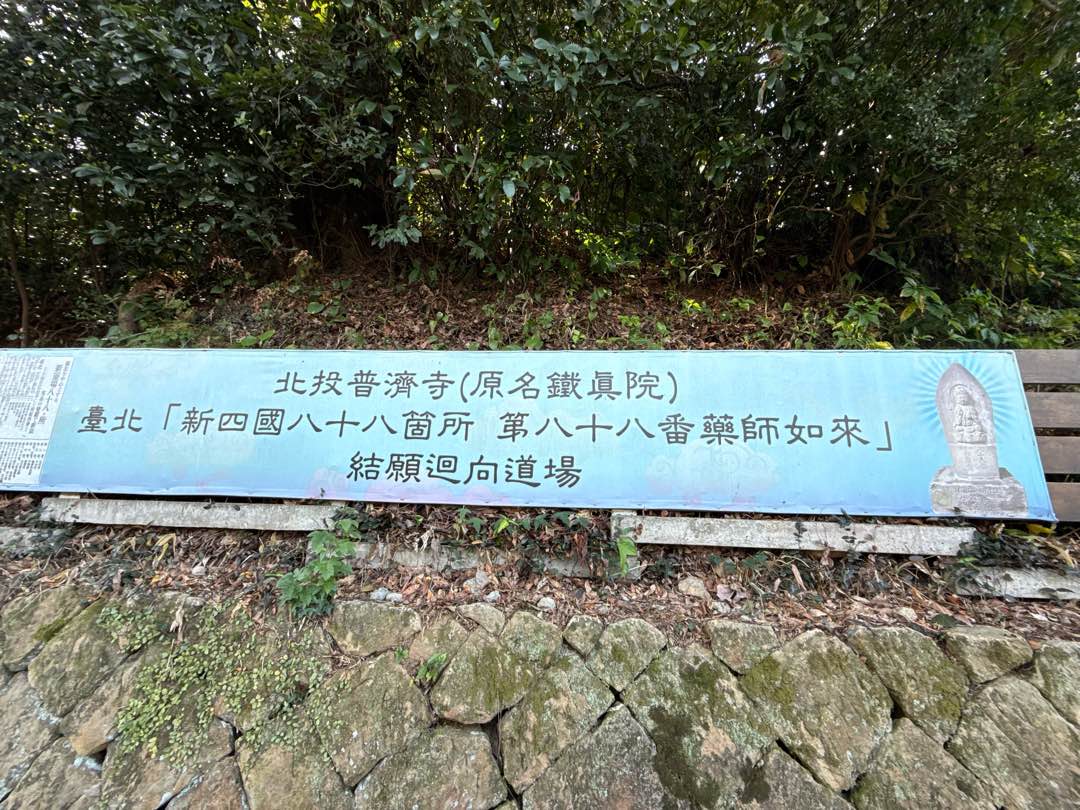 北投普濟寺(原名鐵眞院)
臺北「新四國八十八箇所 第八十八番藥師如來」
結願迴向道場